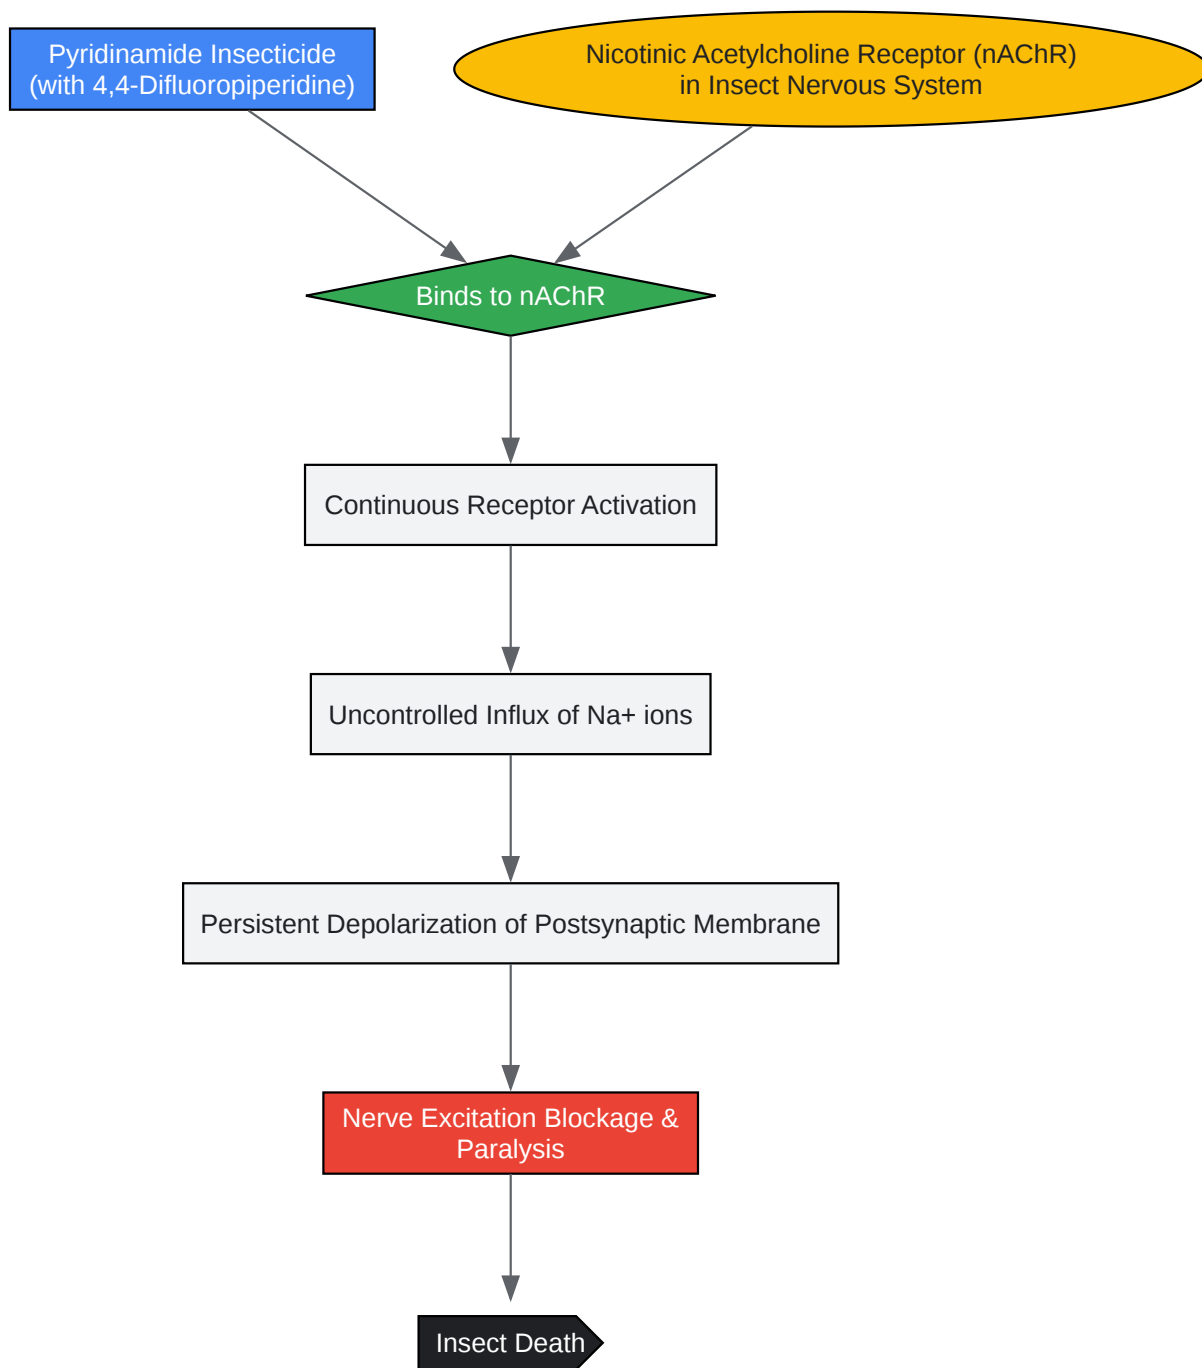 Pyridinamide Insecticide
(with 4,4-Difluoropiperidine)
Nicotinic Acetylcholine Receptor (nAChR)
in Insect Nervous System
Binds to nAChR
Continuous Receptor Activation
Uncontrolled Influx of Na+ ions
Persistent Depolarization of Postsynaptic Membrane
Nerve Excitation Blockage &
Paralysis
Insect Death